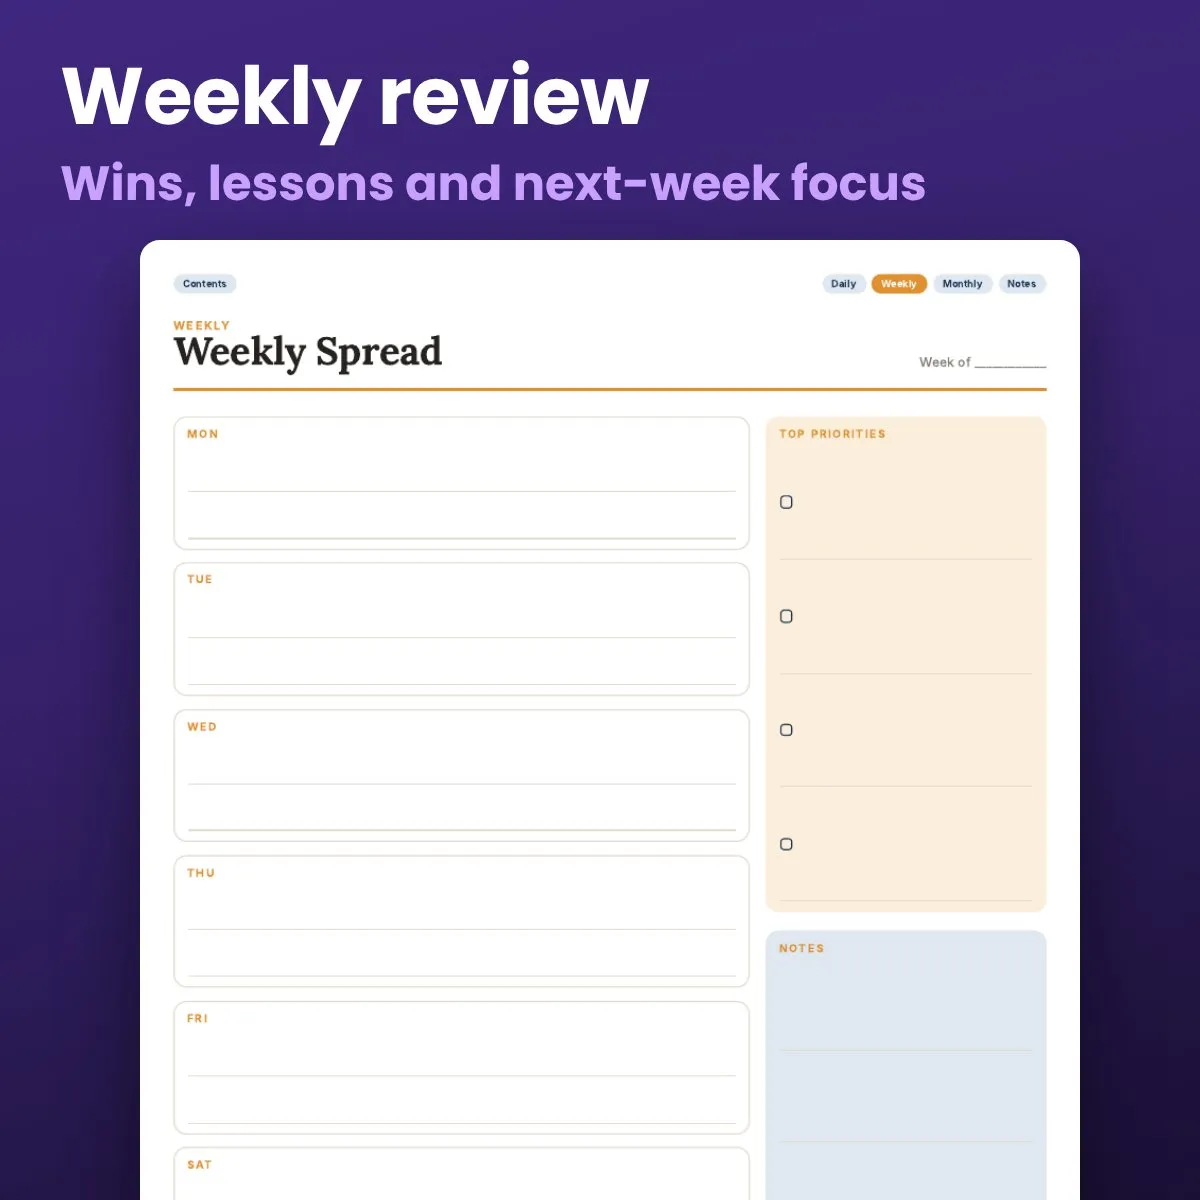 Weekly review
Wins, lessons and next-week focus
Contents
Daily
Weekly
Monthly
Notes
WEEKLY
Weekly Spread
Week of ___________
MON
TUE
WED
THU
FRI
SAT
TOP PRIORITIES
NOTES